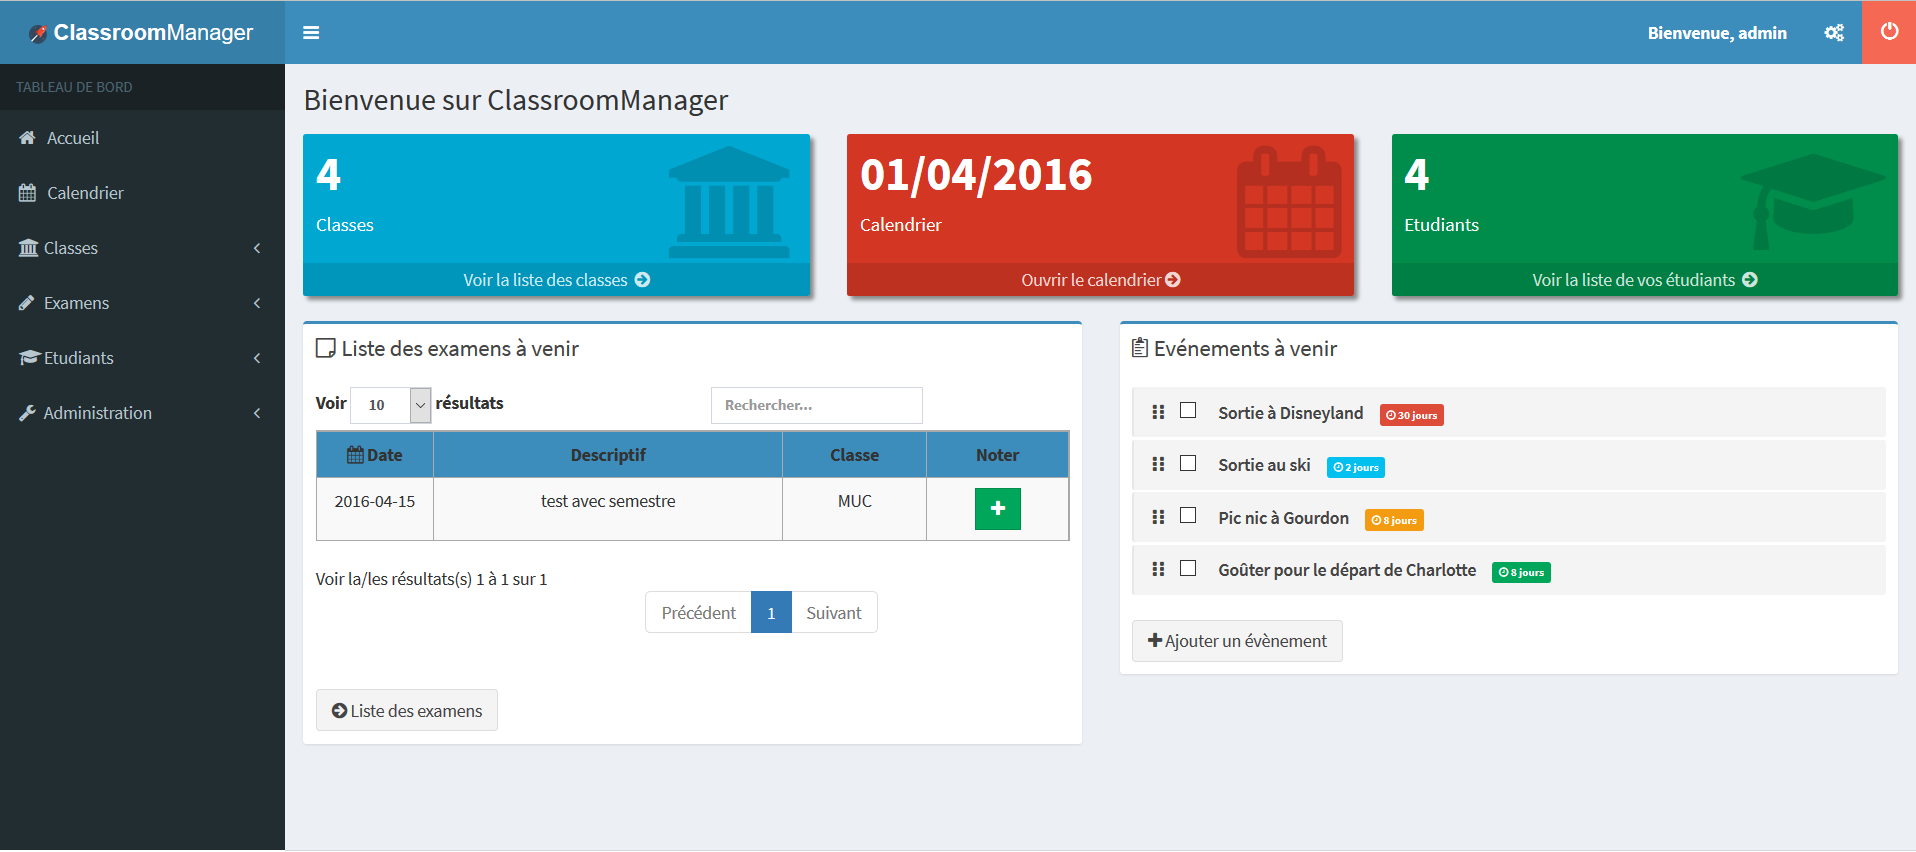 ClassroomManager
Bienvenue, admin
TABLEAU DE BORD
Accueil
Calendrier
Classes
Examens
Etudiants
Administration
Bienvenue sur ClassroomManager
4
Classes
Voir la liste des classes
01/04/2016
Calendrier
Ouvrir le calendrier
4
Etudiants
Voir la liste de vos étudiants
Liste des examens à venir
Voir 10 résultats
Rechercher...
Date Descriptif Classe Noter
2016-04-15 test avec semestre MUC
Voir la/les résultats(s) 1 à 1 sur 1
Précédent 1 Suivant
Liste des examens
Evénements à venir
Sortie à Disneyland 30 jours
Sortie au ski 2 jours
Pic nic à Gourdon 8 jours
Goûter pour le départ de Charlotte 8 jours
Ajouter un évènement